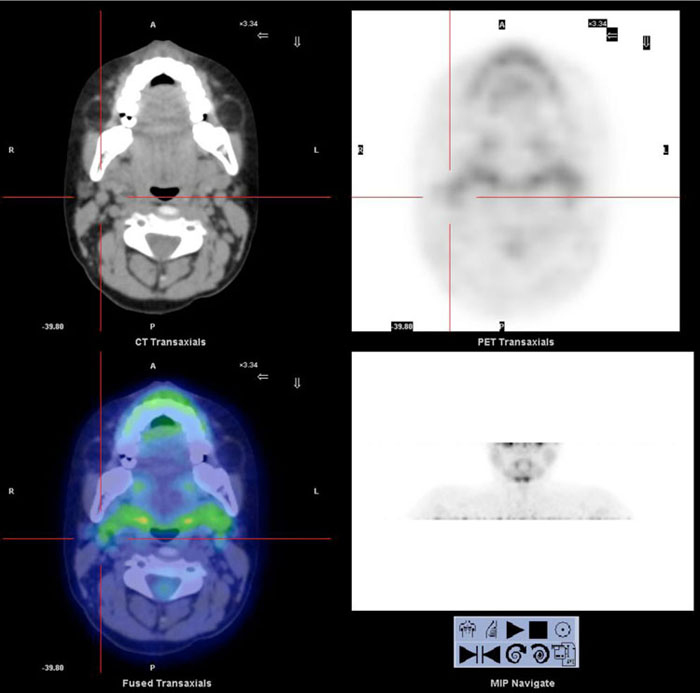 A
×3.34
R
L
-39.80
P
CT Transaxials
A
×3.34
R
L
-39.80
P
PET Transaxials
A
×3.34
R
L
-39.80
P
Fused Transaxials
MIP Navigate